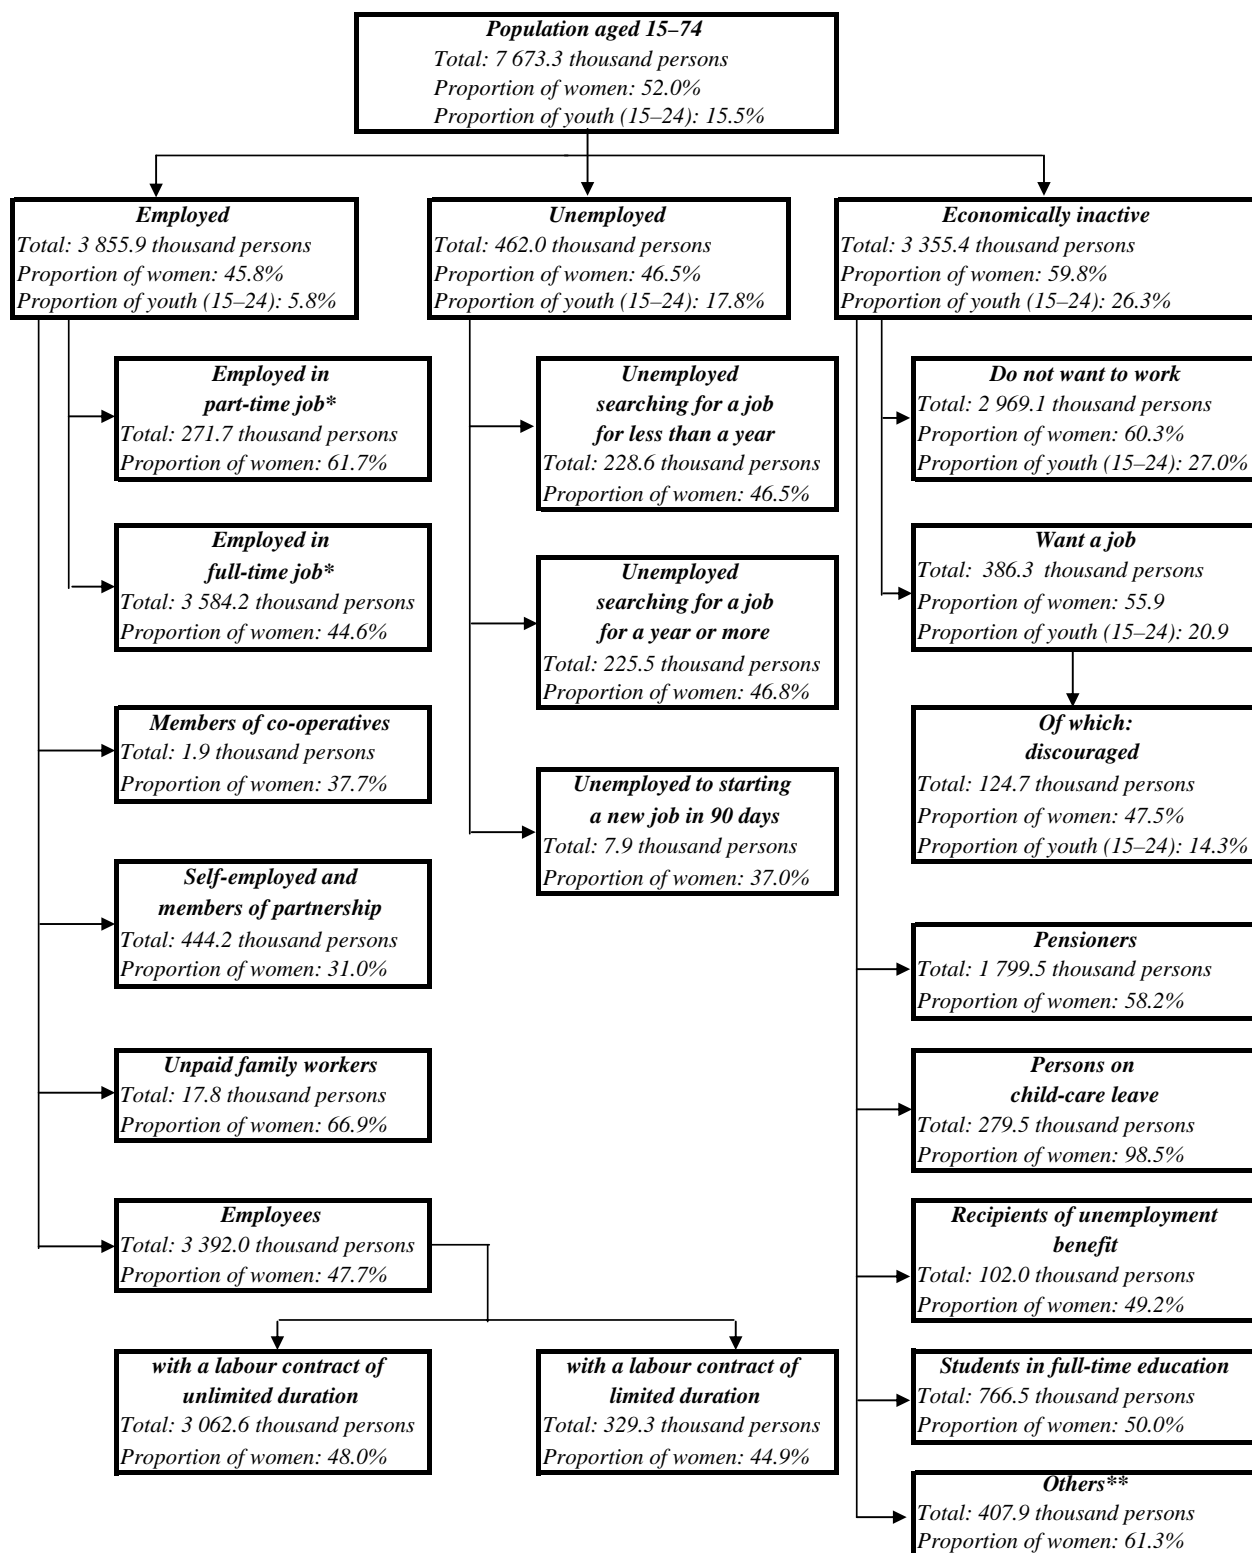 Population aged 15–74
Total: 7 673.3 thousand persons
Proportion of women: 52.0%
Proportion of youth (15–24): 15.5%
Employed
Total: 3 855.9 thousand persons
Proportion of women: 45.8%
Proportion of youth (15–24): 5.8%
Unemployed
Total: 462.0 thousand persons
Proportion of women: 46.5%
Proportion of youth (15–24): 17.8%
Economically inactive
Total: 3 355.4 thousand persons
Proportion of women: 59.8%
Proportion of youth (15–24): 26.3%
Employed in
part-time job*
Total: 271.7 thousand persons
Proportion of women: 61.7%
Employed in
full-time job*
Total: 3 584.2 thousand persons
Proportion of women: 44.6%
Members of co-operatives
Total: 1.9 thousand persons
Proportion of women: 37.7%
Self-employed and
members of partnership
Total: 444.2 thousand persons
Proportion of women: 31.0%
Unpaid family workers
Total: 17.8 thousand persons
Proportion of women: 66.9%
Employees
Total: 3 392.0 thousand persons
Proportion of women: 47.7%
with a labour contract of
unlimited duration
Total: 3 062.6 thousand persons
Proportion of women: 48.0%
with a labour contract of
limited duration
Total: 329.3 thousand persons
Proportion of women: 44.9%
Unemployed
searching for a job
for less than a year
Total: 228.6 thousand persons
Proportion of women: 46.5%
Unemployed
searching for a job
for a year or more
Total: 225.5 thousand persons
Proportion of women: 46.8%
Unemployed to starting
a new job in 90 days
Total: 7.9 thousand persons
Proportion of women: 37.0%
Do not want to work
Total: 2 969.1 thousand persons
Proportion of women: 60.3%
Proportion of youth (15–24): 27.0%
Want a job
Total: 386.3 thousand persons
Proportion of women: 55.9
Proportion of youth (15–24): 20.9
Of which:
discouraged
Total: 124.7 thousand persons
Proportion of women: 47.5%
Proportion of youth (15–24): 14.3%
Pensioners
Total: 1 799.5 thousand persons
Proportion of women: 58.2%
Persons on
child-care leave
Total: 279.5 thousand persons
Proportion of women: 98.5%
Recipients of unemployment
benefit
Total: 102.0 thousand persons
Proportion of women: 49.2%
Students in full-time education
Total: 766.5 thousand persons
Proportion of women: 50.0%
Others**
Total: 407.9 thousand persons
Proportion of women: 61.3%